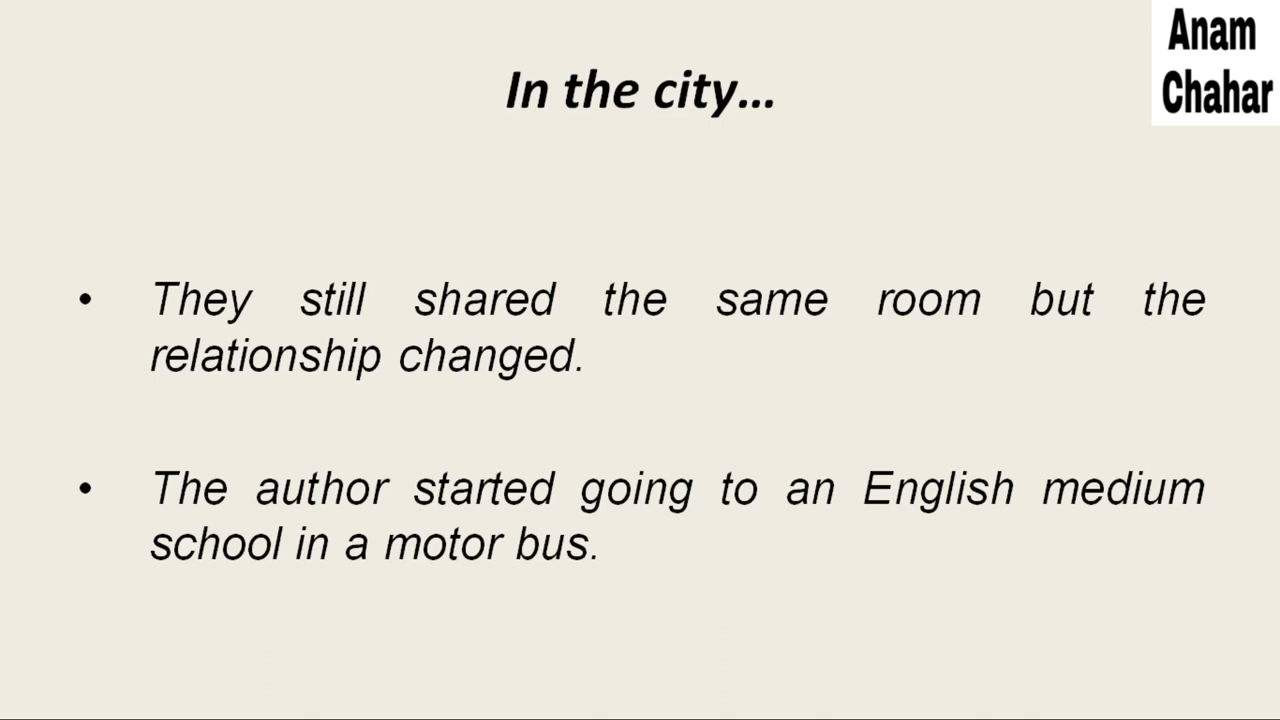 Anam
Chahar
In the city...
• They still shared the same room but the
relationship changed.
• The author started going to an English medium
school in a motor bus.